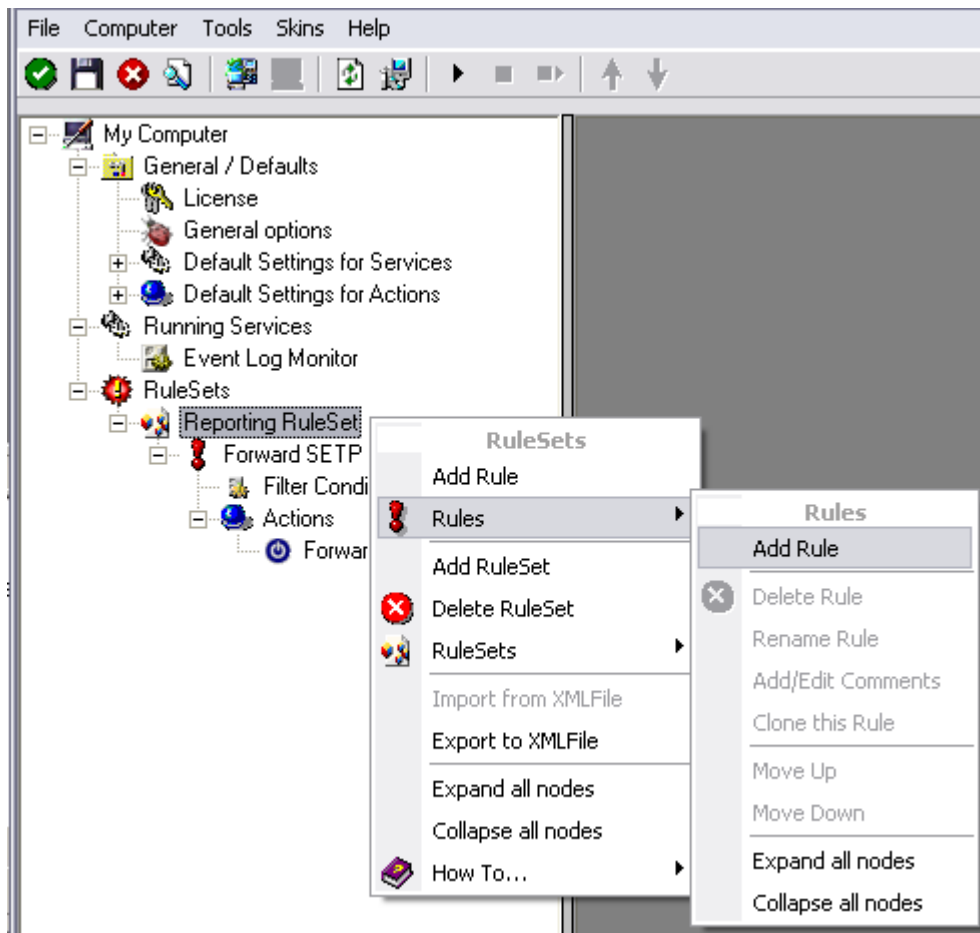 File Computer Tools Skins Help
My Computer
General / Defaults
License
General options
Default Settings for Services
Default Settings for Actions
Running Services
Event Log Monitor
RuleSets
Reporting RuleSet
Forward SETP
Filter Condi
Actions
Forwar
RuleSets
Add Rule
Rules
Add RuleSet
Delete RuleSet
RuleSets
Import from XMLFile
Export to XMLFile
Expand all nodes
Collapse all nodes
How To...
Rules
Add Rule
Delete Rule
Rename Rule
Add/Edit Comments
Clone this Rule
Move Up
Move Down
Expand all nodes
Collapse all nodes